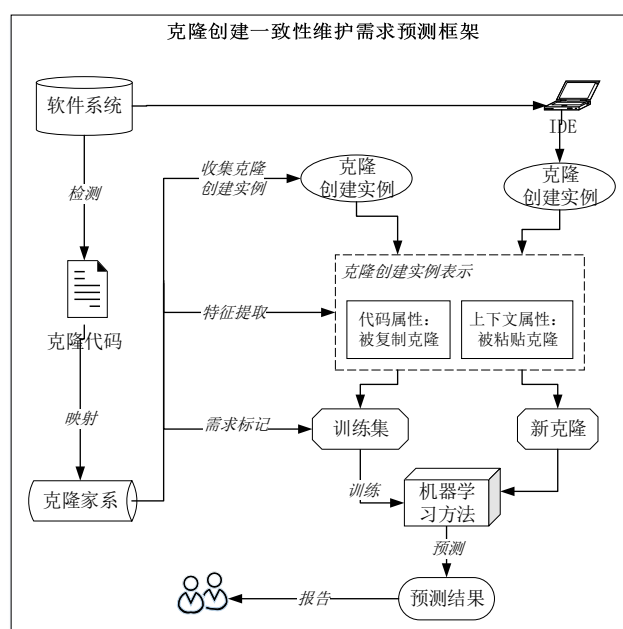 克隆创建一致性维护需求预测框架
软件系统
IDE
检测
收集克隆
创建实例
克隆
创建实例
克隆
创建实例
克隆创建实例表示
克隆代码
特征提取
代码属性:
被复制克隆
上下文属性:
被粘贴克隆
映射
需求标记
训练集
新克隆
克隆家系
训练
机器学
习方法
预测
报告
预测结果